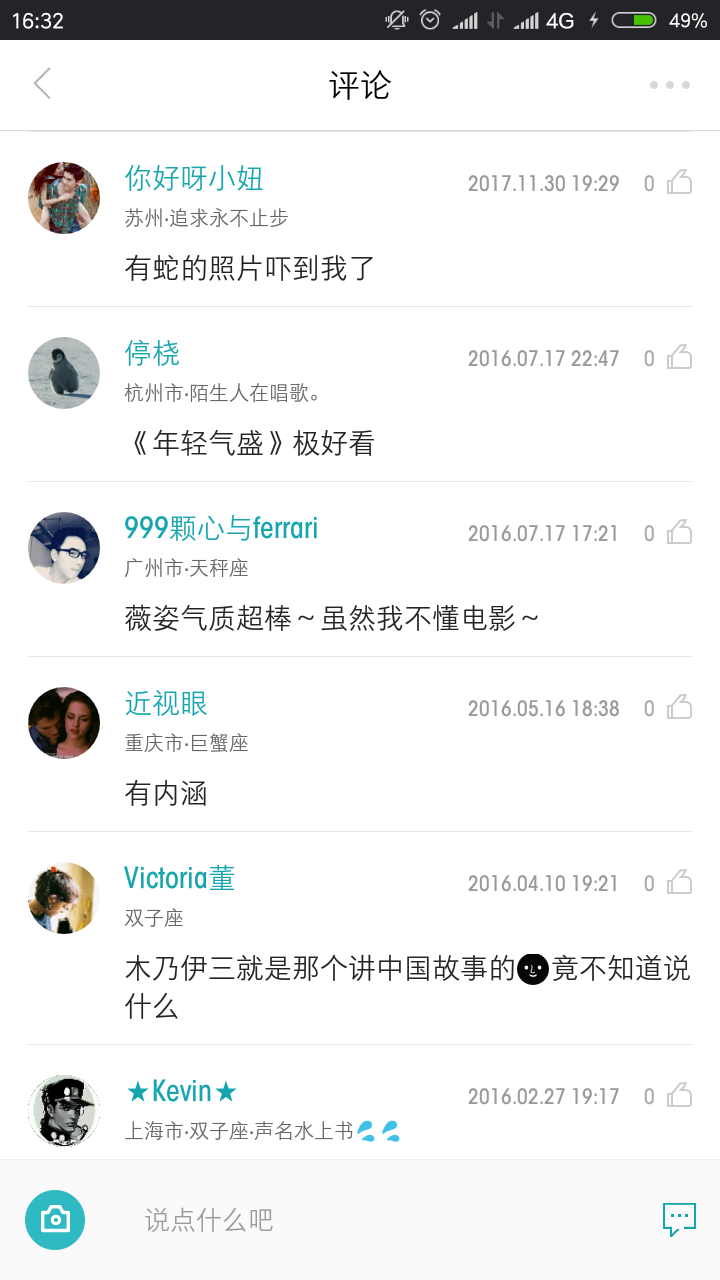 16:32 4G 49%
评论
你好呀小妞 2017.11.30 19:29 0
苏州·追求永不止步
有蛇的照片吓到我了
停桡 2016.07.17 22:47 0
杭州市·陌生人在唱歌。
《年轻气盛》极好看
999颗心与ferrari 2016.07.17 17:21 0
广州市·天秤座
薇姿气质超棒～虽然我不懂电影～
近视眼 2016.05.16 18:38 0
重庆市·巨蟹座
有内涵
Victoria董 2016.04.10 19:21 0
双子座
木乃伊三就是那个讲中国故事的🌚竟不知道说
什么
★Kevin★ 2016.02.27 19:17 0
上海市·双子座·声名水上书💦💦
说点什么吧